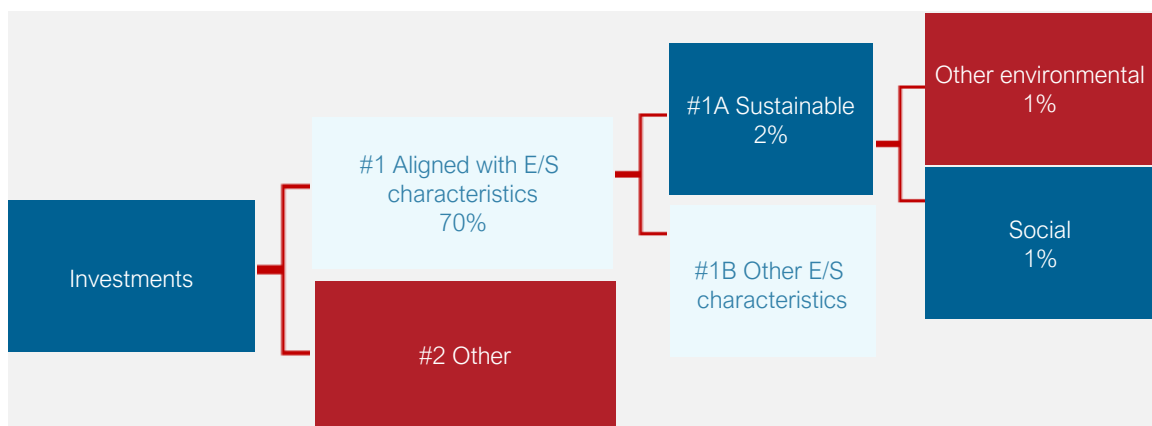 Investments
#1 Aligned with E/S
characteristics
70%
#2 Other
#1A Sustainable
2%
#1B Other E/S
characteristics
Other environmental
1%
Social
1%